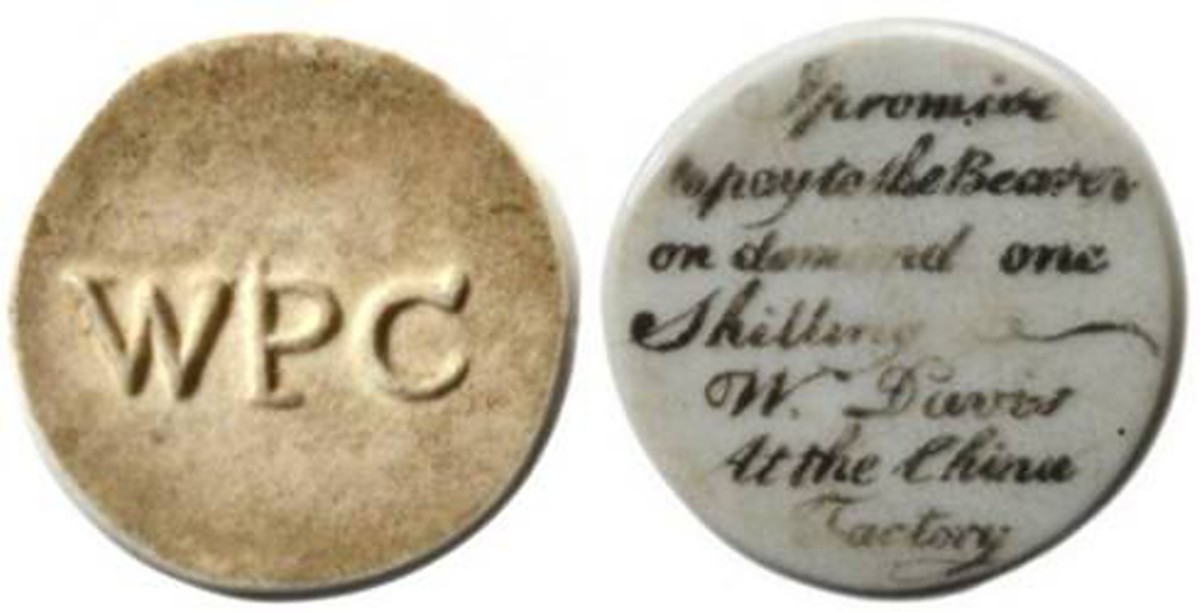 WPC
I promise
to pay to the Bearer
on demand one
Shilling
W. Davis
At the China
Factory